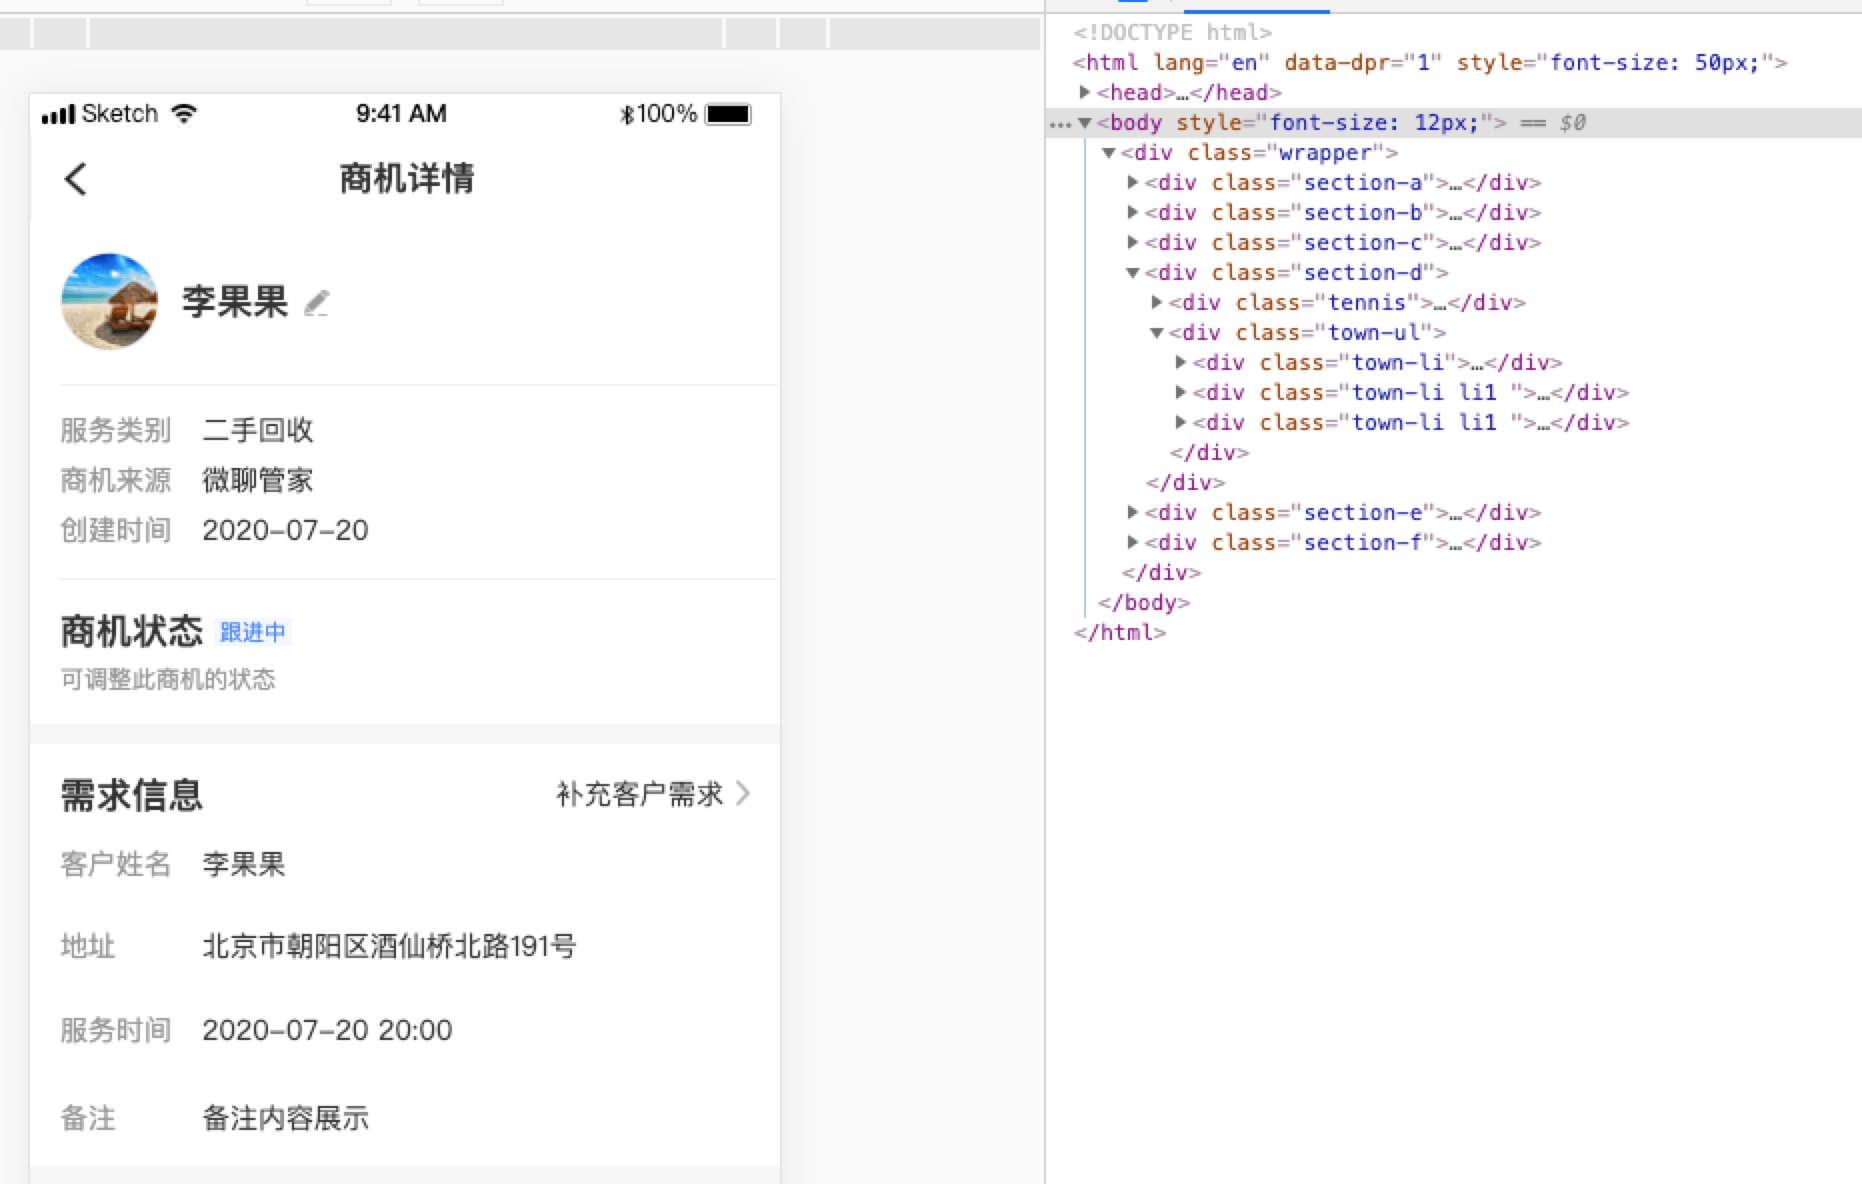 Sketch 9:41 AM 100%
商机详情
李果果
服务类别 二手回收
商机来源 微聊管家
创建时间 2020-07-20
商机状态 跟进中
可调整此商机的状态
需求信息 补充客户需求
客户姓名 李果果
地址 北京市朝阳区酒仙桥北路191号
服务时间 2020-07-20 20:00
备注 备注内容展示
<!DOCTYPE html>
<html lang="en" data-dpr="1" style="font-size: 50px;">
<head>…</head>
…<body style="font-size: 12px;"> == $0
<div class="wrapper">
<div class="section-a">…</div>
<div class="section-b">…</div>
<div class="section-c">…</div>
<div class="section-d">
<div class="tennis">…</div>
<div class="town-ul">
<div class="town-li">…</div>
<div class="town-li li1 ">…</div>
<div class="town-li li1 ">…</div>
</div>
</div>
<div class="section-e">…</div>
<div class="section-f">…</div>
</div>
</body>
</html>